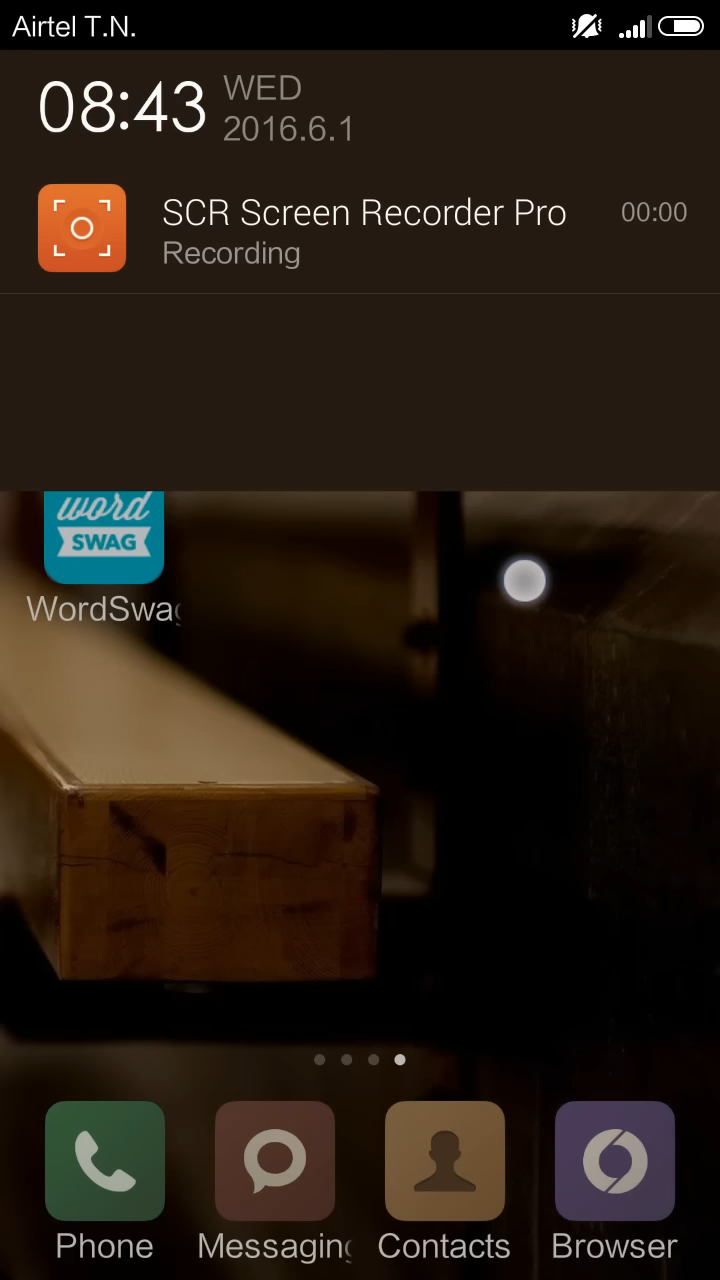 Airtel T.N.
08:43
WED
2016.6.1
SCR Screen Recorder Pro
00:00
Recording
word
SWAG
WordSwag
Phone
Messaging
Contacts
Browser